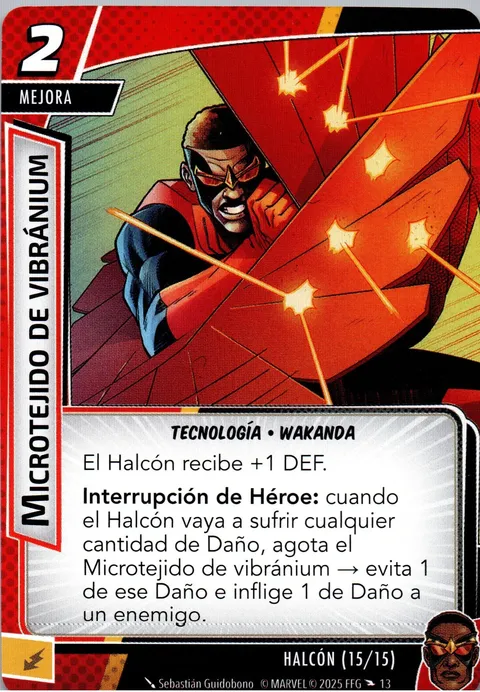 2
MEJORA
MICROTEJIDO DE VIBRÁNIUM
TECNOLOGÍA • WAKANDA
El Halcón recibe +1 DEF.
Interrupción de Héroe: cuando
el Halcón vaya a sufrir cualquier
cantidad de Daño, agota el
Microtejido de vibránium → evita 1
de ese Daño e inflige 1 de Daño a
un enemigo.
HALCÓN (15/15)
Sebastián Guidobono © MARVEL © 2025 FFG 13